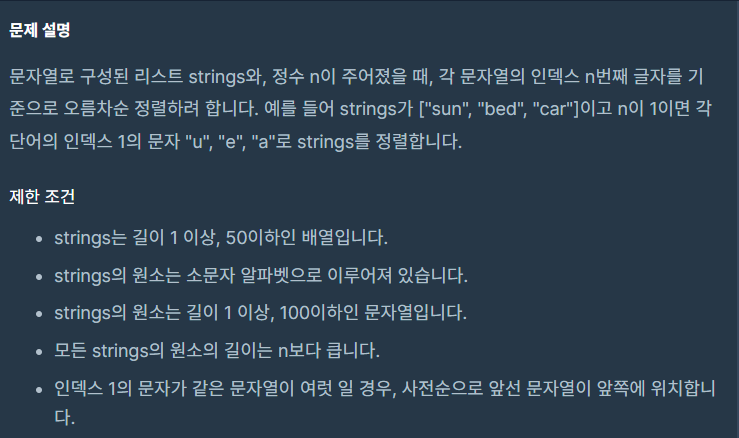 문제 설명
문자열로 구성된 리스트 strings와, 정수 n이 주어졌을 때, 각 문자열의 인덱스 n번째 글자를 기
준으로 오름차순 정렬하려 합니다. 예를 들어 strings가 ["sun", "bed", "car"]이고 n이 1이면 각
단어의 인덱스 1의 문자 "u", "e", "a"로 strings를 정렬합니다.
제한 조건
• strings는 길이 1 이상, 50이하인 배열입니다.
• strings의 원소는 소문자 알파벳으로 이루어져 있습니다.
• strings의 원소는 길이 1 이상, 100이하인 문자열입니다.
• 모든 strings의 원소의 길이는 n보다 큽니다.
• 인덱스 1의 문자가 같은 문자열이 여럿 일 경우, 사전순으로 앞선 문자열이 앞쪽에 위치합니
다.